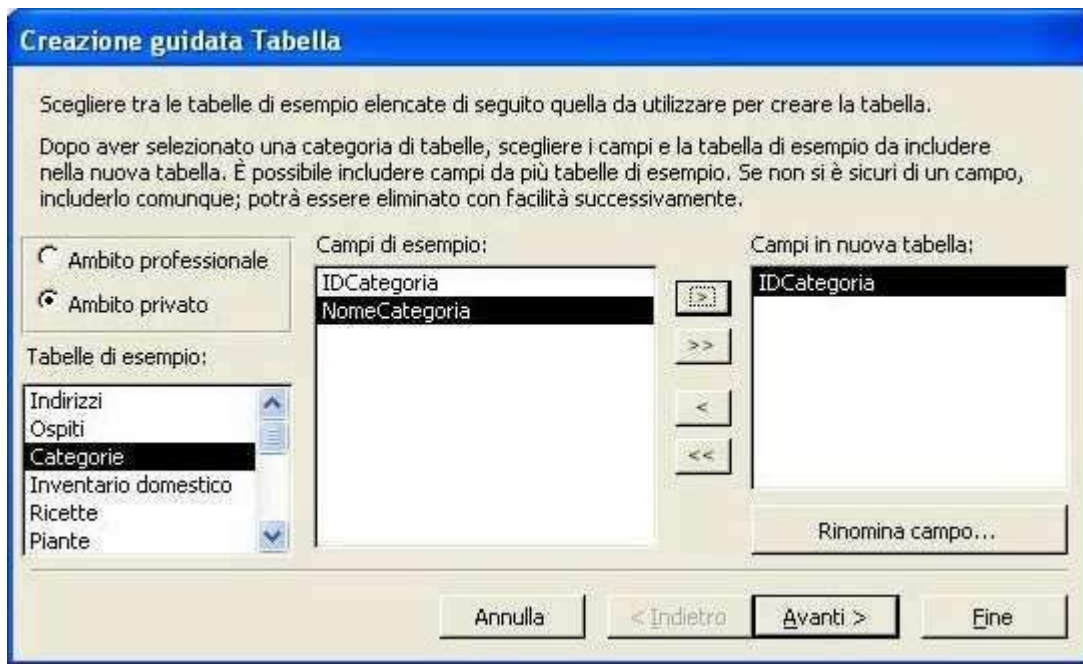 Creazione guidata Tabella
Scegliere tra le tabelle di esempio elencate di seguito quella da utilizzare per creare la tabella.
Dopo aver selezionato una categoria di tabelle, scegliere i campi e la tabella di esempio da includere
nella nuova tabella. È possibile includere campi da più tabelle di esempio. Se non si è sicuri di un campo,
includerlo comunque; potrà essere eliminato con facilità successivamente.
Ambito professionale
Ambito privato
Tabelle di esempio:
Indirizzi
Ospiti
Categorie
Inventario domestico
Ricette
Piante
Campi di esempio:
IDCategoria
NomeCategoria
>
>>
<
<<
Campi in nuova tabella:
IDCategoria
Rinomina campo...
Annulla
< Indietro
Avanti >
Fine